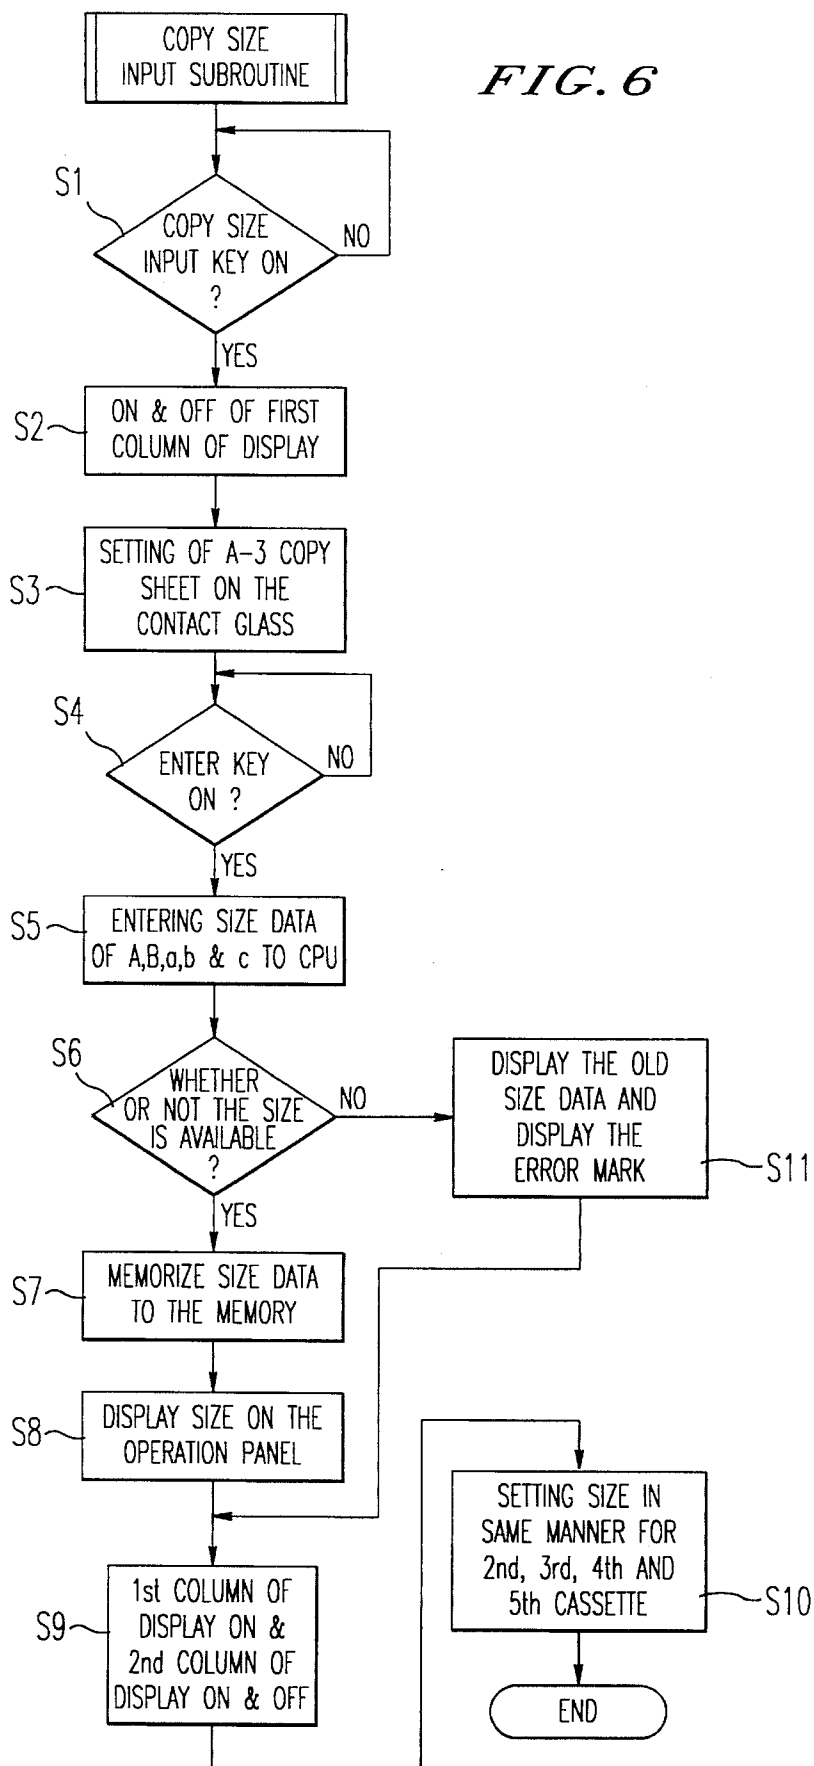 COPY SIZE
INPUT SUBROUTINE
FIG. 6
S1
COPY SIZE
INPUT KEY ON
?
NO
YES
S2
ON & OFF OF FIRST
COLUMN OF DISPLAY
S3
SETTING OF A-3 COPY
SHEET ON THE
CONTACT GLASS
S4
ENTER KEY
ON ?
NO
YES
S5
ENTERING SIZE DATA
OF A,B,a,b & c TO CPU
S6
WHETHER
OR NOT THE SIZE
IS AVAILABLE
?
NO
YES
DISPLAY THE OLD
SIZE DATA AND
DISPLAY THE
ERROR MARK
S11
S7
MEMORIZE SIZE DATA
TO THE MEMORY
S8
DISPLAY SIZE ON THE
OPERATION PANEL
S9
1st COLUMN OF
DISPLAY ON &
2nd COLUMN OF
DISPLAY ON & OFF
SETTING SIZE IN
SAME MANNER FOR
2nd, 3rd, 4th AND
5th CASSETTE
S10
END